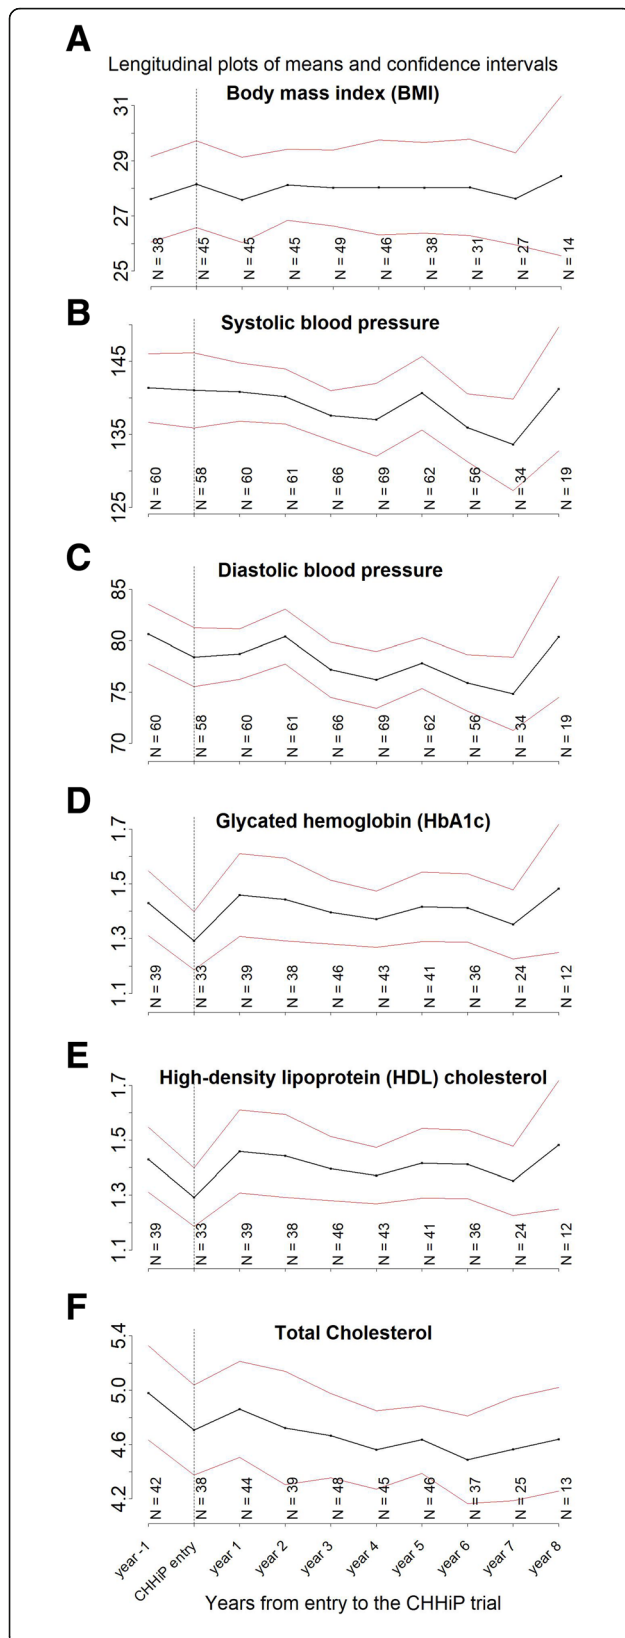 A
Lengitudinal plots of means and confidence intervals
Body mass index (BMI)
31
29
27
25
N = 38 N = 45 N = 45 N = 45 N = 49 N = 46 N = 38 N = 31 N = 27 N = 14
B
Systolic blood pressure
145
135
125
N = 60 N = 58 N = 60 N = 61 N = 66 N = 69 N = 62 N = 56 N = 34 N = 19
C
Diastolic blood pressure
85
80
75
70
N = 60 N = 58 N = 60 N = 61 N = 66 N = 69 N = 62 N = 56 N = 34 N = 19
D
Glycated hemoglobin (HbA1c)
1.7
1.5
1.3
1.1
N = 39 N = 33 N = 39 N = 38 N = 46 N = 43 N = 41 N = 36 N = 24 N = 12
E
High-density lipoprotein (HDL) cholesterol
1.7
1.5
1.3
1.1
N = 39 N = 33 N = 39 N = 38 N = 46 N = 43 N = 41 N = 36 N = 24 N = 12
F
Total Cholesterol
5.4
5.0
4.6
4.2
N = 42 N = 38 N = 44 N = 39 N = 48 N = 45 N = 46 N = 37 N = 25 N = 13
year -1 CHHiP entry year 1 year 2 year 3 year 4 year 5 year 6 year 7 year 8
Years from entry to the CHHiP trial